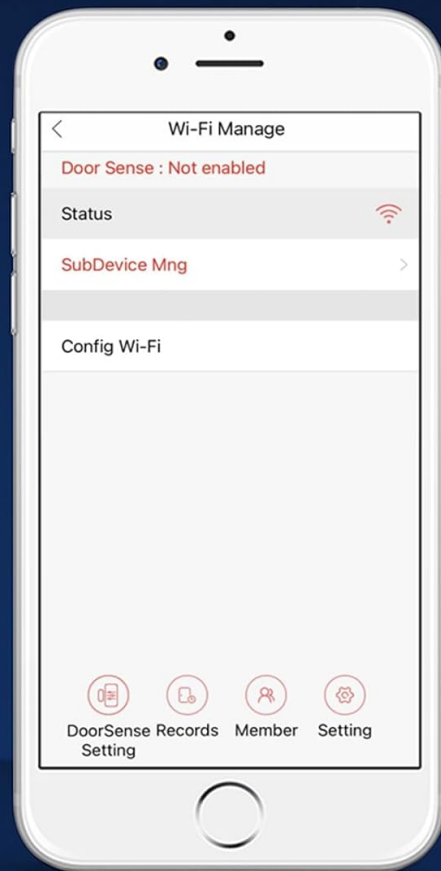 Wi-Fi Manage
Door Sense : Not enabled
Status
SubDevice Mng
Config Wi-Fi
DoorSense Setting
Records
Member
Setting